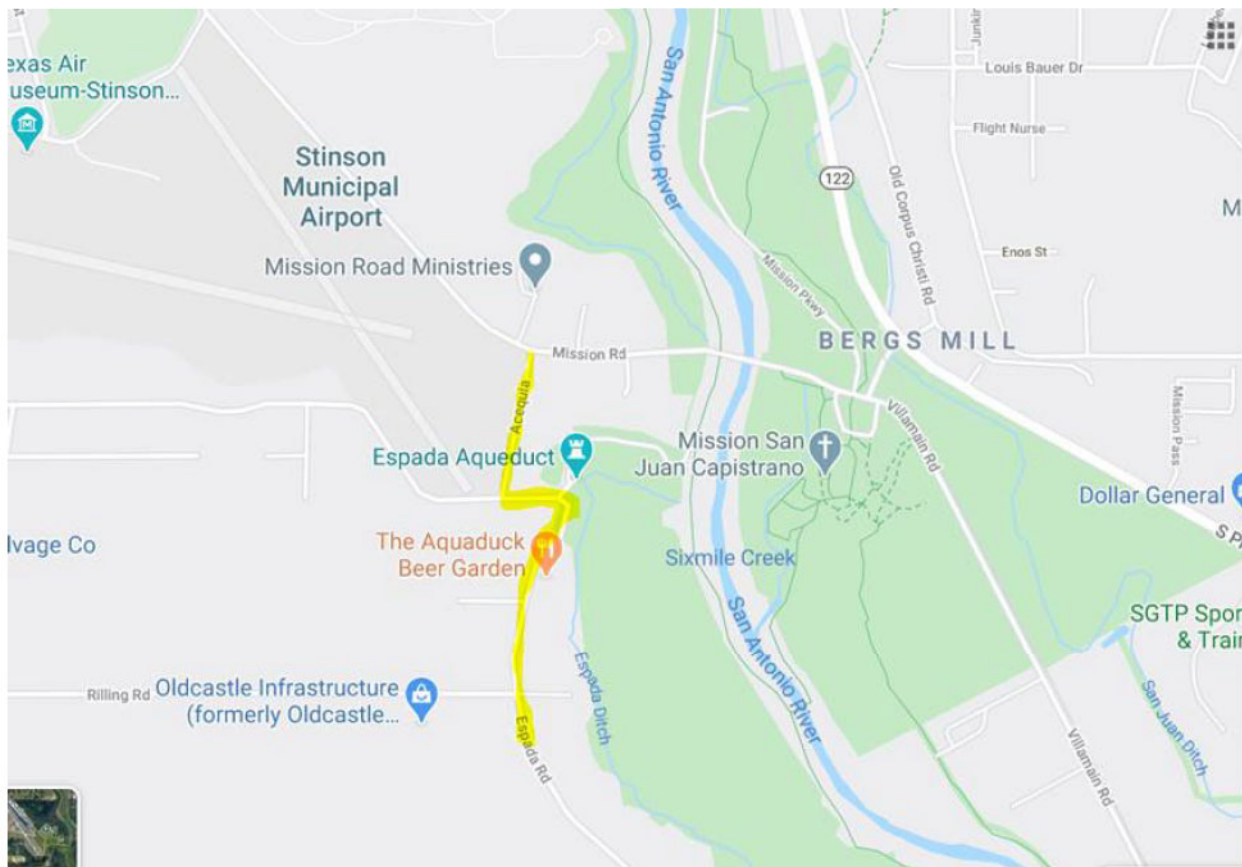 exas Air
useum-Stinson...
Stinson
Municipal
Airport
Mission Road Ministries
San Antonio River
Louis Bauer Dr
Flight Nurse
122
Old Corpus Christi Rd
Enos St
M
Mission Pkwy
BERGS MILL
Mission Rd
Acequia
Espada Aqueduct
Mission San
Juan Capistrano
Villamain Rd
Mission Pass
Dollar General
lvage Co
The Aquaduck
Beer Garden
Sixmile Creek
San Antonio River
S P
SGTP Spor
& Train
Espada Ditch
Rilling Rd
Oldcastle Infrastructure
(formerly Oldcastle...
Espada Rd
San Juan Ditch
Villamain Rd